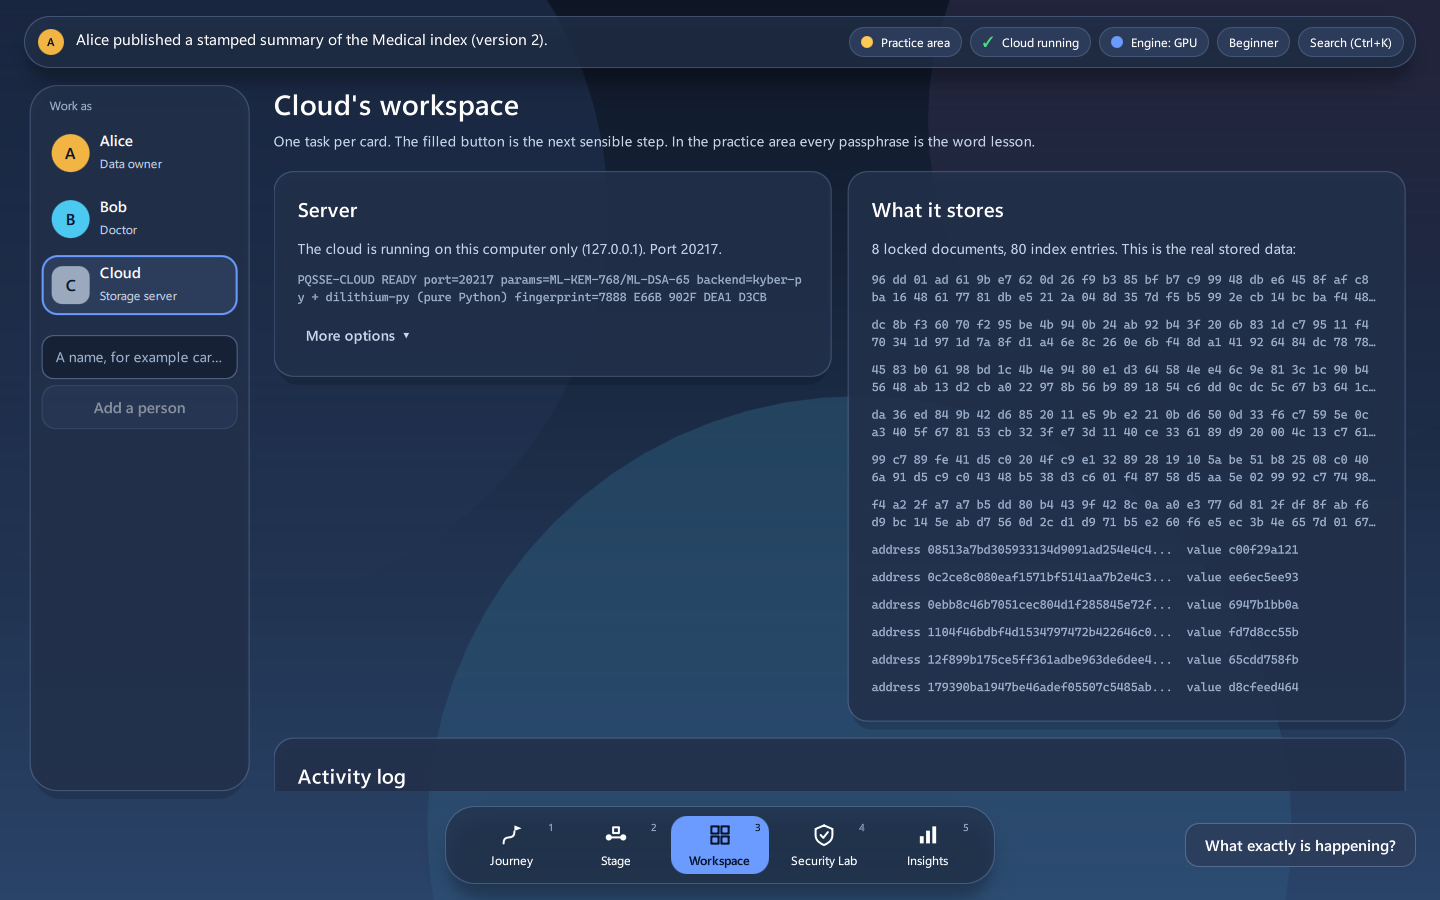 A
Alice published a stamped summary of the Medical index (version 2).
Practice area
Cloud running
Engine: GPU
Beginner
Search (Ctrl+K)
Work as
A
Alice
Data owner
B
Bob
Doctor
C
Cloud
Storage server
A name, for example car...
Add a person
Cloud's workspace
One task per card. The filled button is the next sensible step. In the practice area every passphrase is the word lesson.
Server
The cloud is running on this computer only (127.0.0.1). Port 20217.
PQSSE-CLOUD READY port=20217 params=ML-KEM-768/ML-DSA-65 backend=kyber-p
y + dilithium-py (pure Python) fingerprint=7888 E66B 902F DEA1 D3CB
More options
What it stores
8 locked documents, 80 index entries. This is the real stored data:
96 dd 01 ad 61 9b e7 62 0d 26 f9 b3 85 bf b7 c9 99 48 db e6 45 8f af c8
ba 16 48 61 77 81 db e5 21 2a 04 8d 35 7d f5 b5 99 2e cb 14 bc ba f4 48…
dc 8b f3 60 70 f2 95 be 4b 94 0b 24 ab 92 b4 3f 20 6b 83 1d c7 95 11 f4
70 34 1d 97 1d 7a 8f d1 a4 6e 8c 26 0e 6b f4 8d a1 41 92 64 84 dc 78 78…
45 83 b0 61 98 bd 1c 4b 4e 94 80 e1 d3 64 58 4e e4 6c 9e 81 3c 1c 90 b4
56 48 ab 13 d2 cb a0 22 97 8b 56 b9 89 18 54 c6 dd 0c dc 5c 67 b3 64 1c…
da 36 ed 84 9b 42 d6 85 20 11 e5 9b e2 21 0b d6 50 0d 33 f6 c7 59 5e 0c
a3 40 5f 67 81 53 cb 32 3f e7 3d 11 40 ce 33 61 89 d9 20 00 4c 13 c7 61…
99 c7 89 fe 41 d5 c0 20 4f c9 e1 32 89 28 19 10 5a be 51 b8 25 08 c0 40
6a 91 d5 c9 c0 43 48 b5 38 d3 c6 01 f4 87 58 d5 aa 5e 02 99 92 c7 74 98…
f4 a2 2f a7 a7 b5 dd 80 b4 43 9f 42 8c 0a a0 e3 77 6d 81 2f df 8f ab f6
d9 bc 14 5e ab d7 56 0d 2c d1 d9 71 b5 e2 60 f6 e5 ec 3b 4e 65 7d 01 67…
address 08513a7bd305933134d9091ad254e4c4... value c00f29a121
address 0c2ce8c080eaf1571bf5141aa7b2e4c3... value ee6ec5ee93
address 0ebb8c46b7051cec804d1f285845e72f... value 6947b1bb0a
address 1104f46bdbf4d1534797472b422646c0... value fd7d8cc55b
address 12f899b175ce5ff361adbe963de6dee4... value 65cdd758fb
address 179390ba1947be46adef05507c5485ab... value d8cfeed464
Activity log
Journey 1
Stage 2
Workspace 3
Security Lab 4
Insights 5
What exactly is happening?